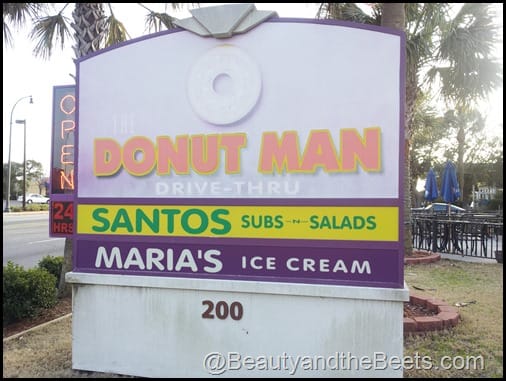 THE
DONUT MAN
DRIVE-THRU
OPEN
24
HRS
SANTOS SUBS -N- SALADS
MARIA'S ICE CREAM
200
@BeautyandtheBeets.com